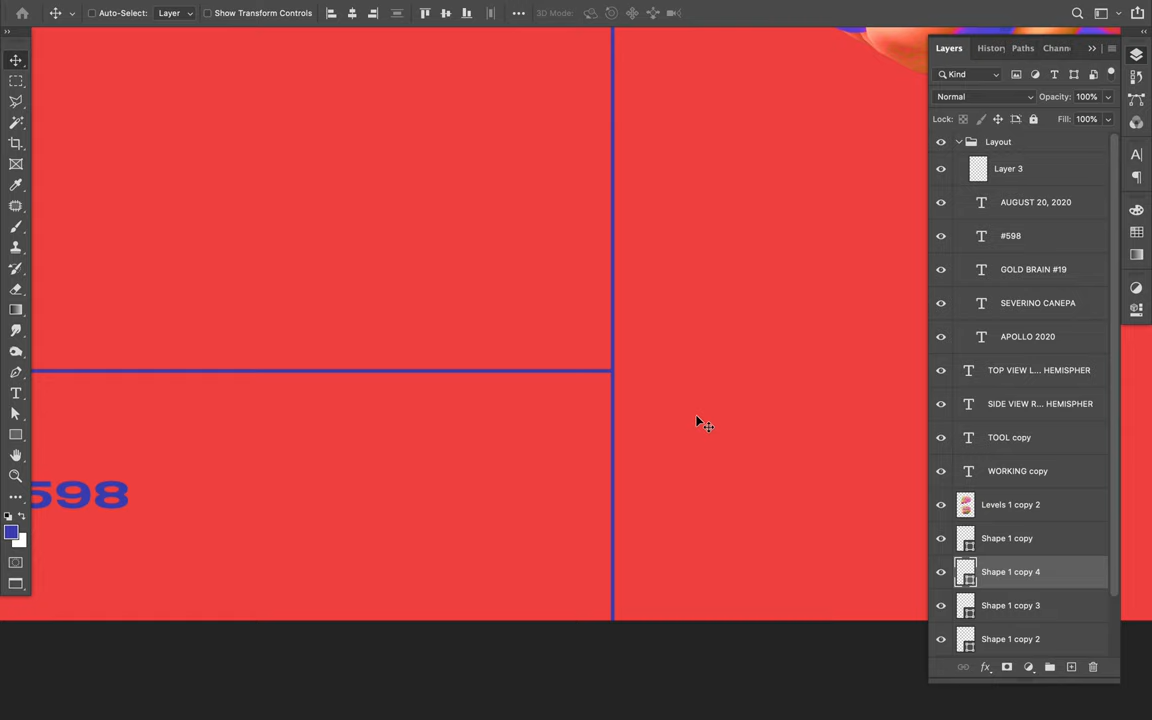 Auto-Select: Layer Show Transform Controls 3D Mode:
Layers Histor Paths Chann
Kind
Normal Opacity: 100%
Lock: Fill: 100%
Layout
Layer 3
T AUGUST 20, 2020
T #598
T GOLD BRAIN #19
T SEVERINO CANEPA
T APOLLO 2020
T TOP VIEW L... HEMISPHER
T SIDE VIEW R... HEMISPHER
T TOOL copy
T WORKING copy
Levels 1 copy 2
Shape 1 copy
Shape 1 copy 4
Shape 1 copy 3
Shape 1 copy 2
fx
598